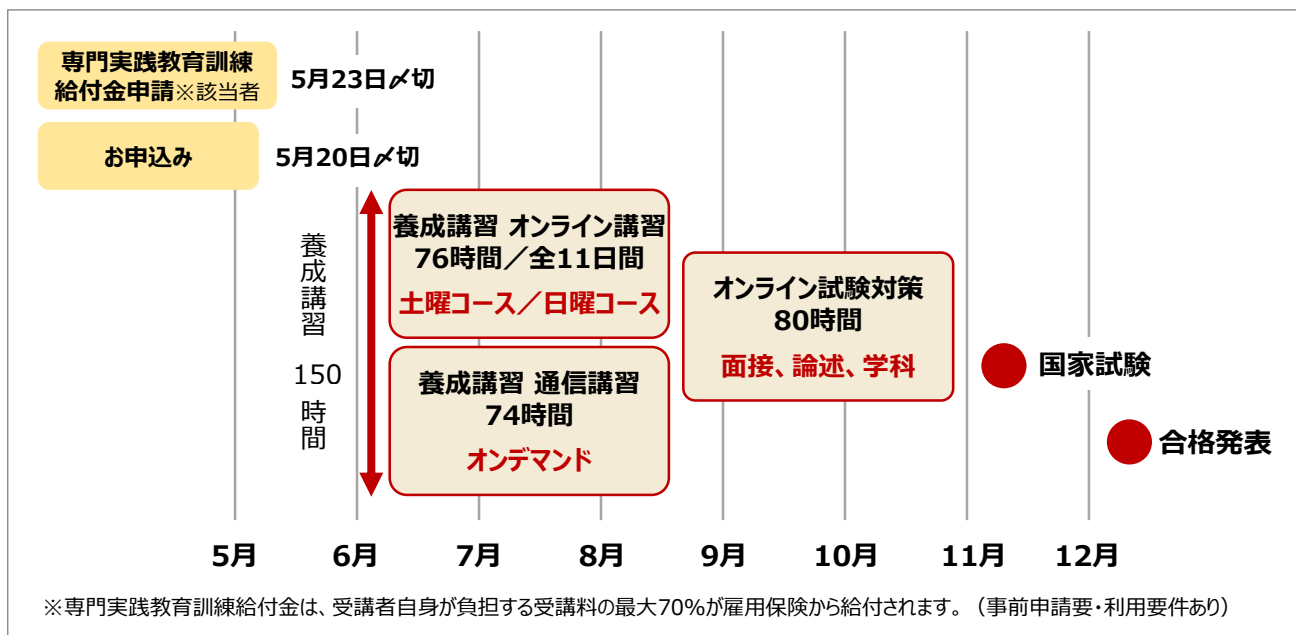 専門実践教育訓練
給付金申請※該当者
5月23日〆切
お申込み
5月20日〆切
養成講習
150
時間
養成講習 オンライン講習
76時間／全11日間
土曜コース／日曜コース
養成講習 通信講習
74時間
オンデマンド
オンライン試験対策
80時間
面接、論述、学科
国家試験
合格発表
5月
6月
7月
8月
9月
10月
11月
12月
※専門実践教育訓練給付金は、受講者自身が負担する受講料の最大70%が雇用保険から給付されます。（事前申請要・利用要件あり）